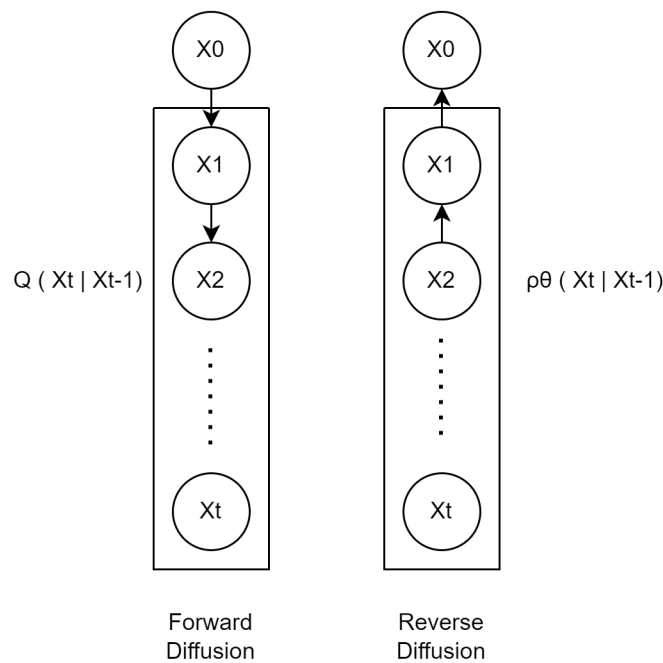 X0
X1
X2
Xt
Q ( Xt | Xt-1)
Forward
Diffusion
X0
X1
X2
Xt
ρθ ( Xt | Xt-1)
Reverse
Diffusion